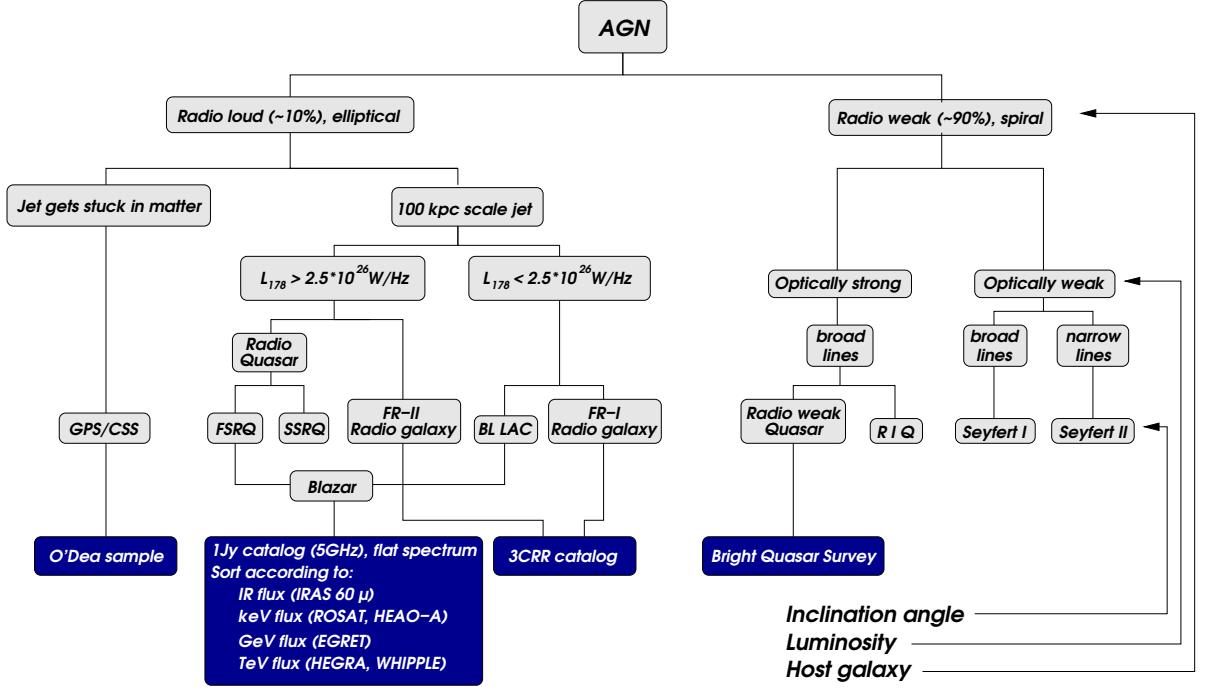 AGN
Radio loud (~10%), elliptical
Radio weak (~90%), spiral
Jet gets stuck in matter
100 kpc scale jet
L₁₇₈ > 2.5*10²⁶W/Hz
L₁₇₈ < 2.5*10²⁶W/Hz
Optically strong
Optically weak
Radio
Quasar
broad
lines
broad
lines
narrow
lines
GPS/CSS
FSRQ
SSRQ
FR–II
Radio galaxy
BL LAC
FR–I
Radio galaxy
Radio weak
Quasar
R I Q
Seyfert I
Seyfert II
Blazar
O'Dea sample
1Jy catalog (5GHz), flat spectrum
Sort according to:
IR flux (IRAS 60 µ)
keV flux (ROSAT, HEAO–A)
GeV flux (EGRET)
TeV flux (HEGRA, WHIPPLE)
3CRR catalog
Bright Quasar Survey
Inclination angle
Luminosity
Host galaxy